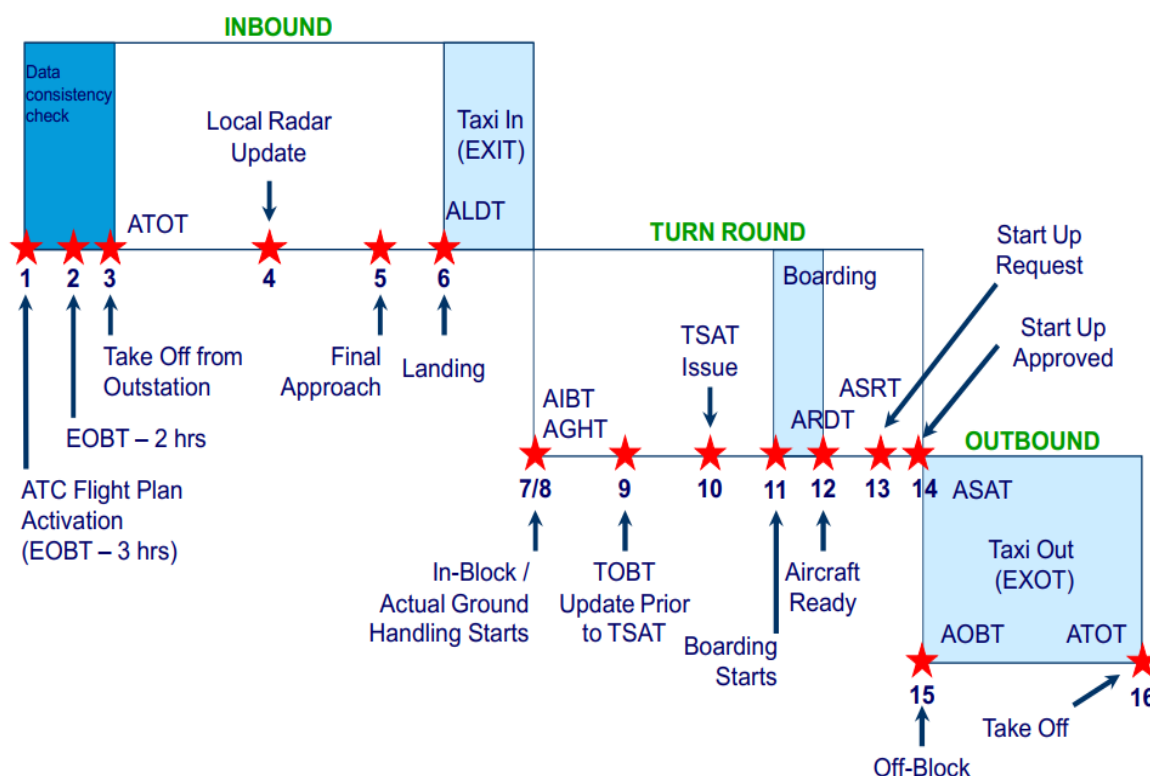 INBOUND
Data
consistency
check
Local Radar
Update
Taxi In
(EXIT)
ATOT
ALDT
1
2
3
4
5
6
Take Off from
Outstation
Final
Approach
Landing
EOBT – 2 hrs
ATC Flight Plan
Activation
(EOBT – 3 hrs)
TURN ROUND
Boarding
Start Up
Request
TSAT
Issue
Start Up
Approved
AIBT
AGHT
ASRT
ARDT
7/8
9
10
11
12
13
14
In-Block /
Actual Ground
Handling Starts
TOBT
Update Prior
to TSAT
Boarding
Starts
Aircraft
Ready
OUTBOUND
ASAT
Taxi Out
(EXOT)
AOBT
ATOT
15
16
Off-Block
Take Off